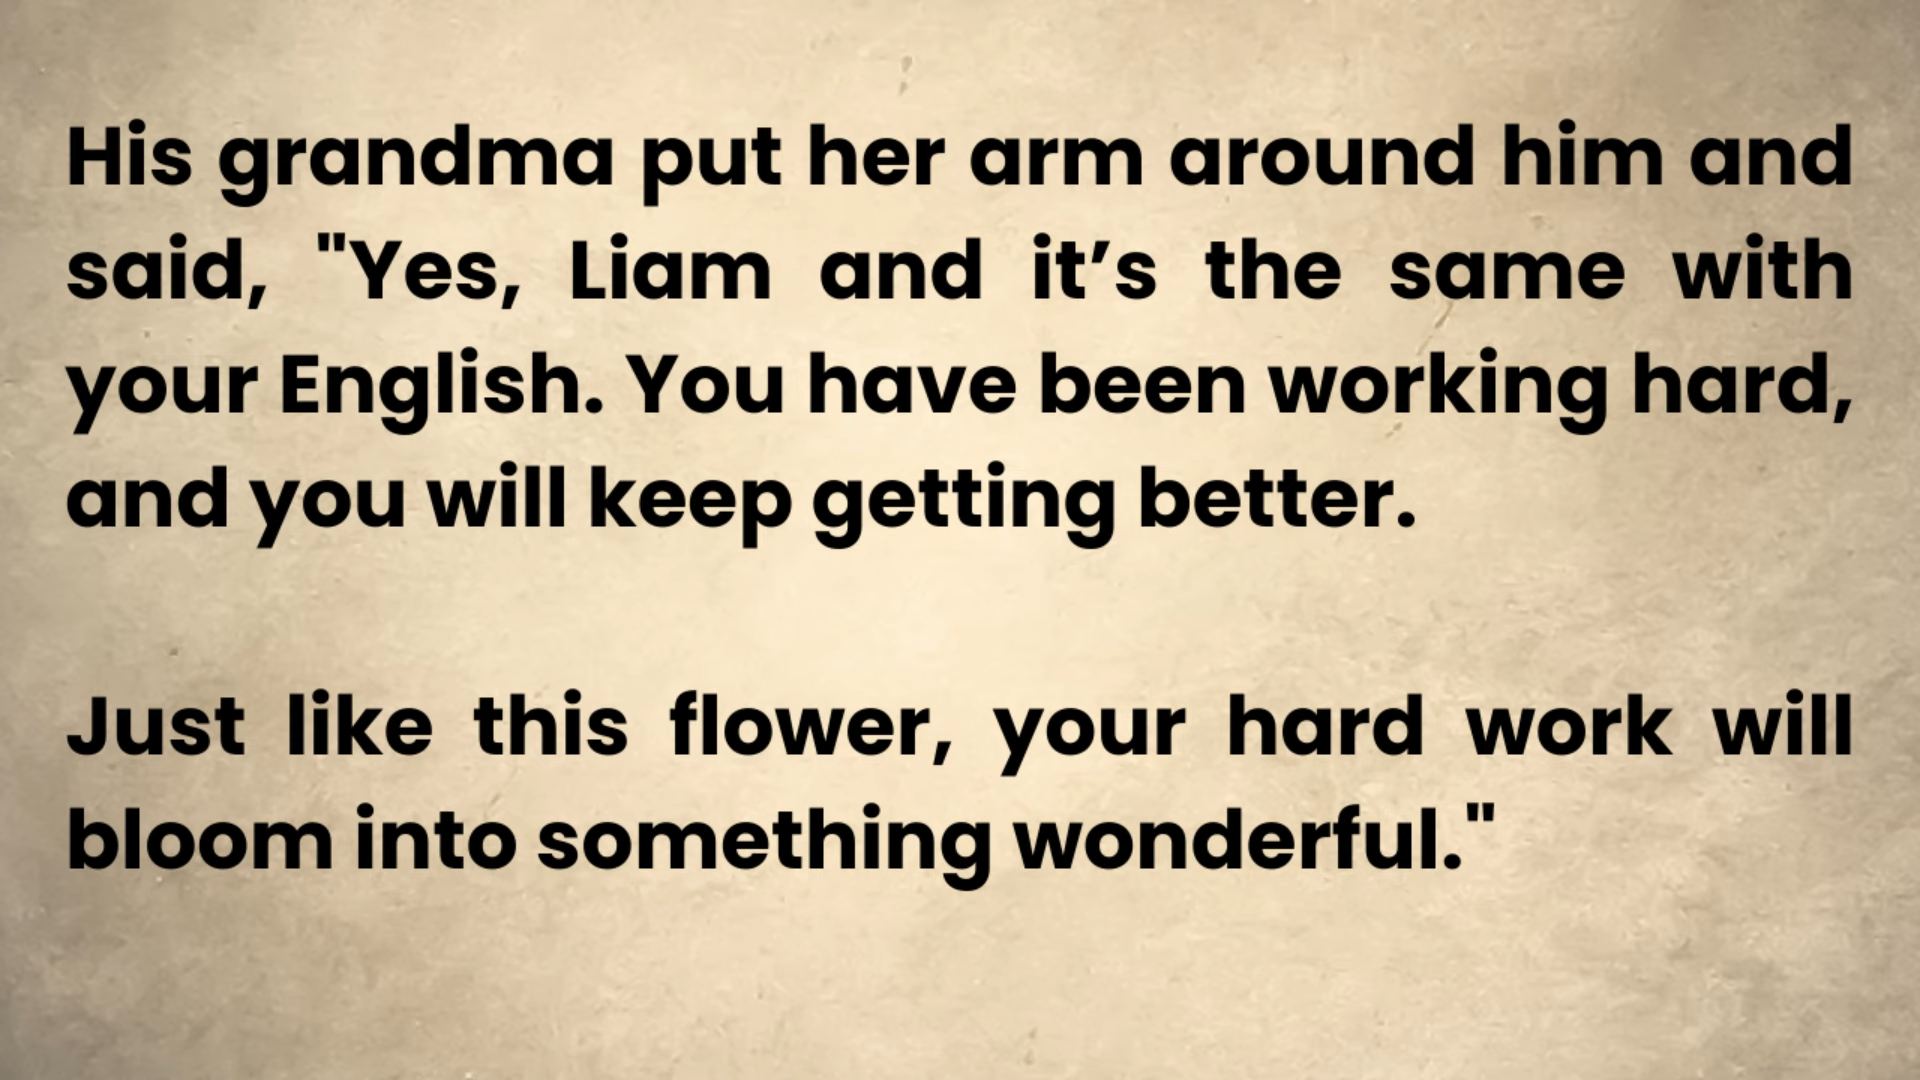 His grandma put her arm around him and
said, "Yes, Liam and it’s the same with
your English. You have been working hard,
and you will keep getting better.
Just like this flower, your hard work will
bloom into something wonderful."